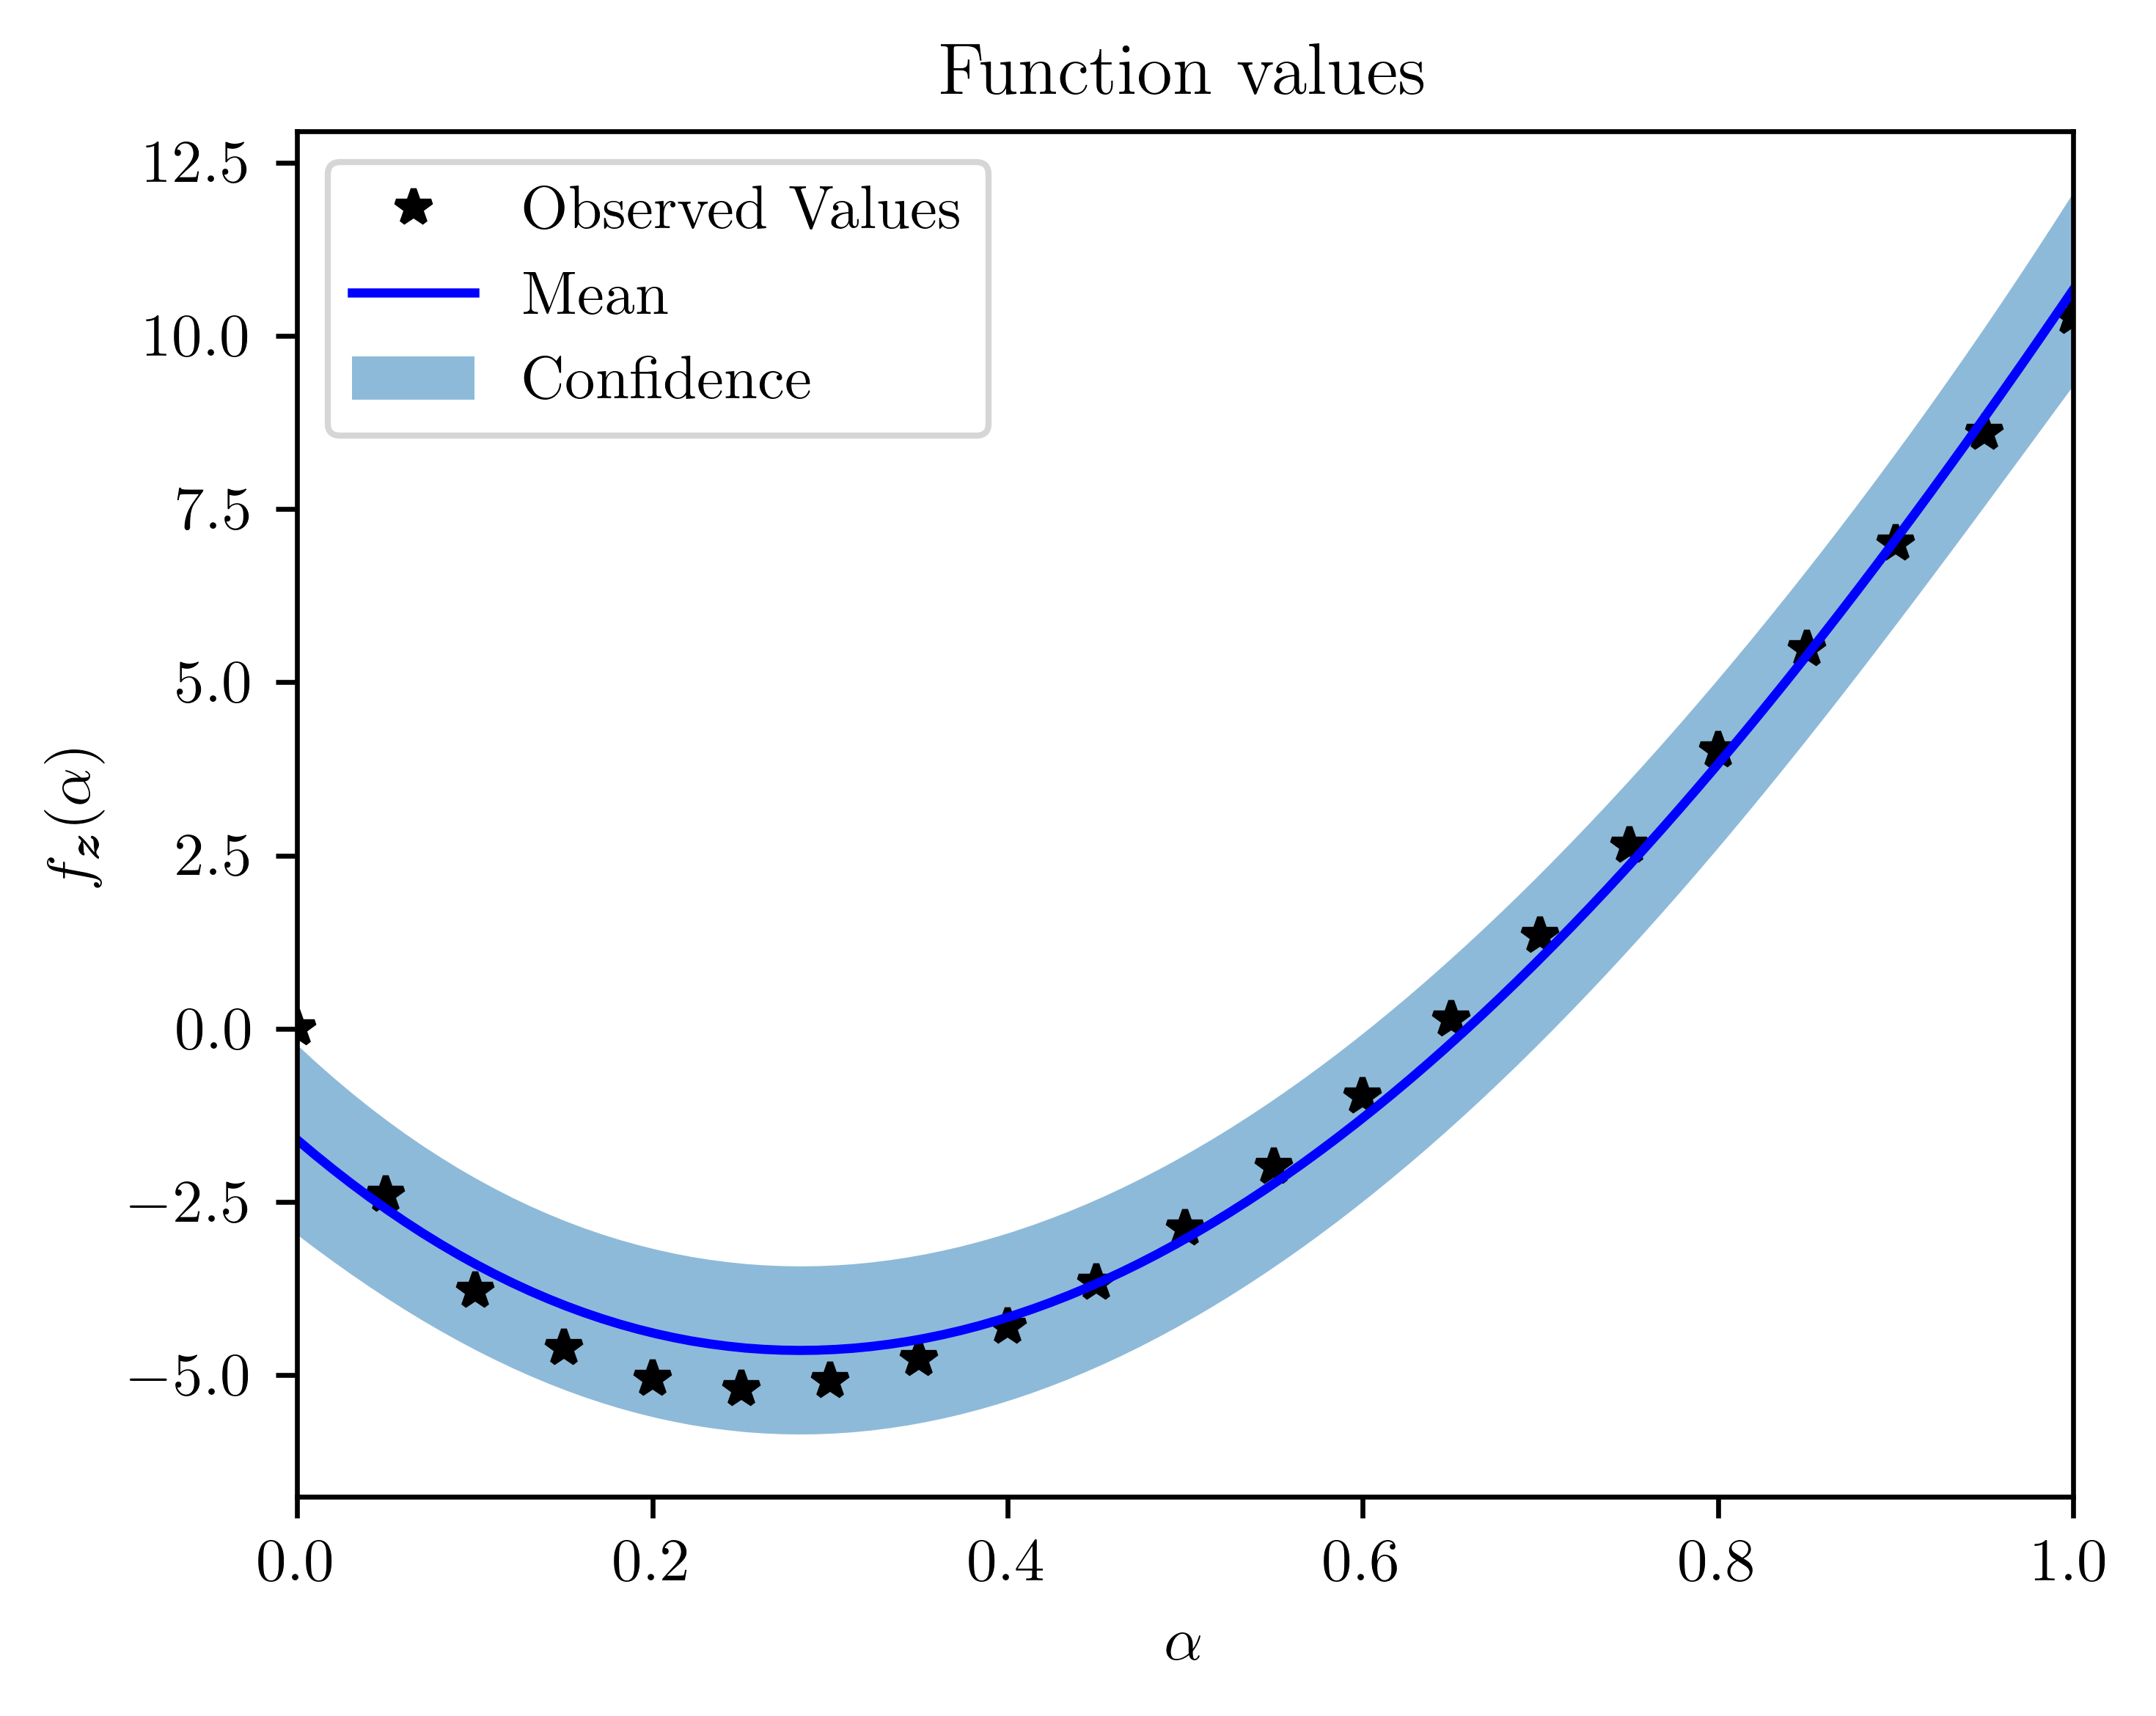 Function values
12.5
10.0
7.5
5.0
2.5
0.0
−2.5
−5.0
f_z(α)
Observed Values
Mean
Confidence
0.0 0.2 0.4 0.6 0.8 1.0
α